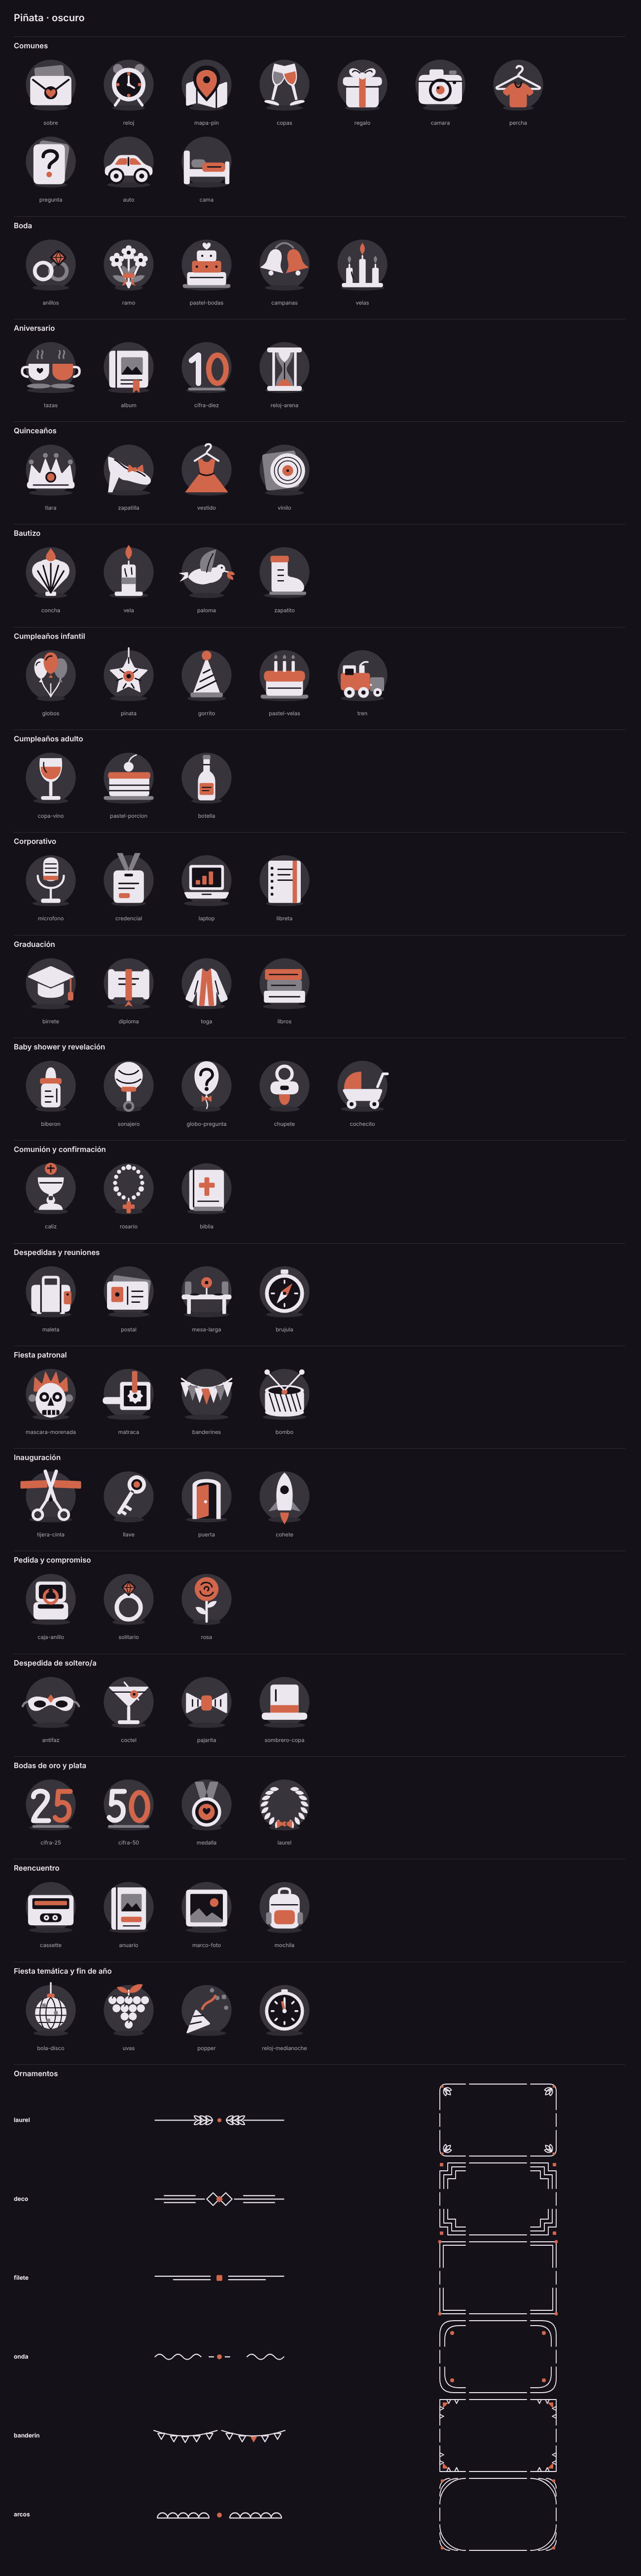 Piñata · oscuro
Comunes
sobre reloj mapa-pin copas regalo camara percha
pregunta auto cama
Boda
anillos ramo pastel-bodas campanas velas
Aniversario
tazas album cifra-diez reloj-arena
10
Quinceaños
tiara zapatilla vestido vinilo
Bautizo
concha vela paloma zapatito
Cumpleaños infantil
globos pinata gorrito pastel-velas tren
Cumpleaños adulto
copa-vino pastel-porcion botella
Corporativo
microfono credencial laptop libreta
Graduación
birrete diploma toga libros
Baby shower y revelación
biberon sonajero globo-pregunta chupete cochecito
Comunión y confirmación
caliz rosario biblia
Despedidas y reuniones
maleta postal mesa-larga brujula
Fiesta patronal
mascara-morenada matraca banderines bombo
Inauguración
tijera-cinta llave puerta cohete
Pedida y compromiso
caja-anillo solitario rosa
Despedida de soltero/a
antifaz coctel pajarita sombrero-copa
Bodas de oro y plata
25 50
cifra-25 cifra-50 medalla laurel
Reencuentro
cassette anuario marco-foto mochila
Fiesta temática y fin de año
bola-disco uvas popper reloj-medianoche
Ornamentos
laurel
deco
filete
onda
banderin
arcos